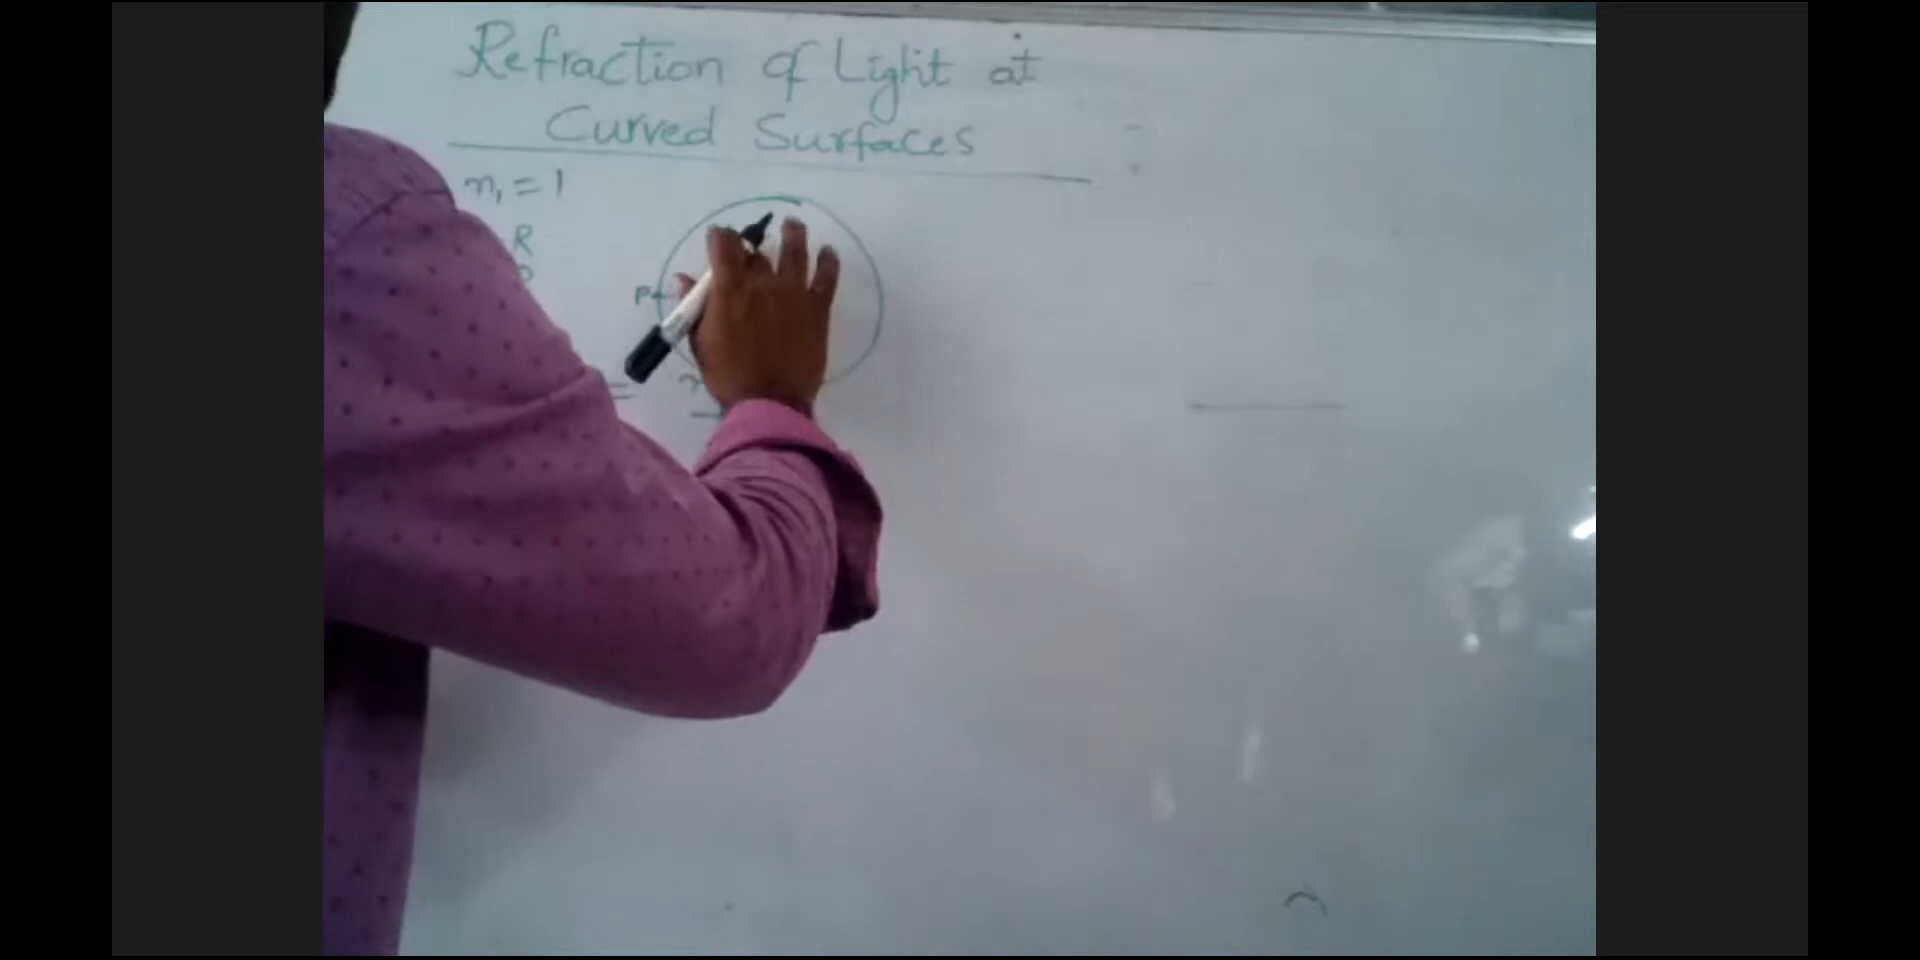 Refraction of Light at
Curved Surfaces
n₁ = 1
R
P
=